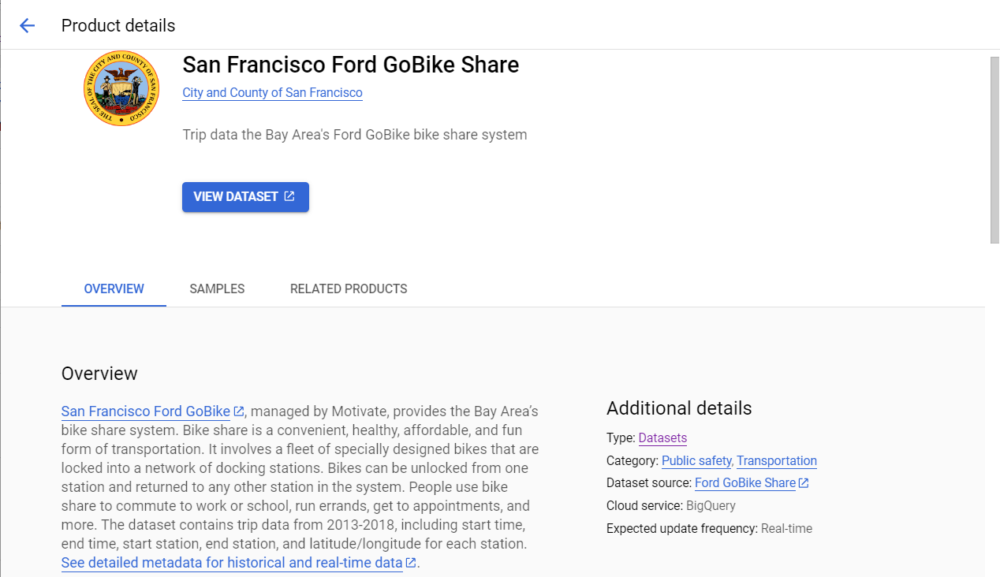 Product details
THE SEAL OF THE CITY AND COUNTY OF SAN FRANCISCO
San Francisco Ford GoBike Share
City and County of San Francisco
Trip data the Bay Area's Ford GoBike bike share system
VIEW DATASET
OVERVIEW SAMPLES RELATED PRODUCTS
Overview
San Francisco Ford GoBike, managed by Motivate, provides the Bay Area's
bike share system. Bike share is a convenient, healthy, affordable, and fun
form of transportation. It involves a fleet of specially designed bikes that are
locked into a network of docking stations. Bikes can be unlocked from one
station and returned to any other station in the system. People use bike
share to commute to work or school, run errands, get to appointments, and
more. The dataset contains trip data from 2013-2018, including start time,
end time, start station, end station, and latitude/longitude for each station.
See detailed metadata for historical and real-time data.
Additional details
Type: Datasets
Category: Public safety, Transportation
Dataset source: Ford GoBike Share
Cloud service: BigQuery
Expected update frequency: Real-time